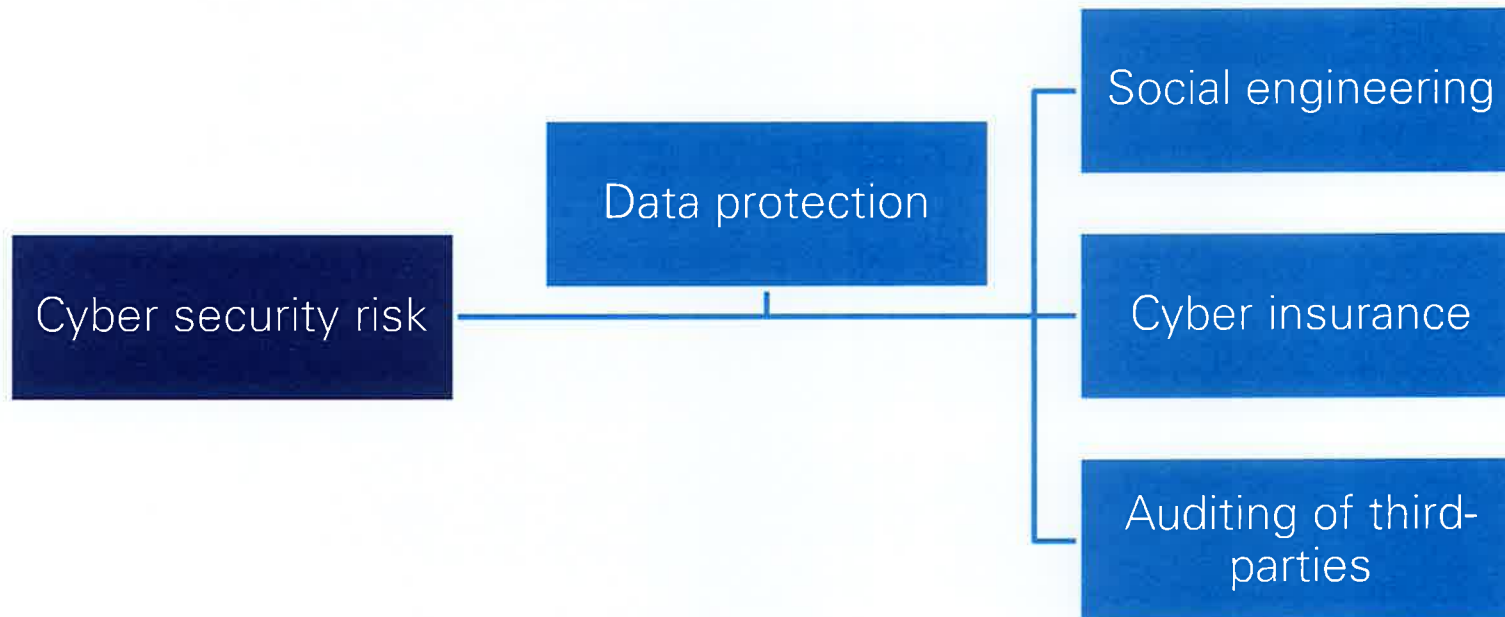 Cyber security risk
Data protection
Social engineering
Cyber insurance
Auditing of third-
parties